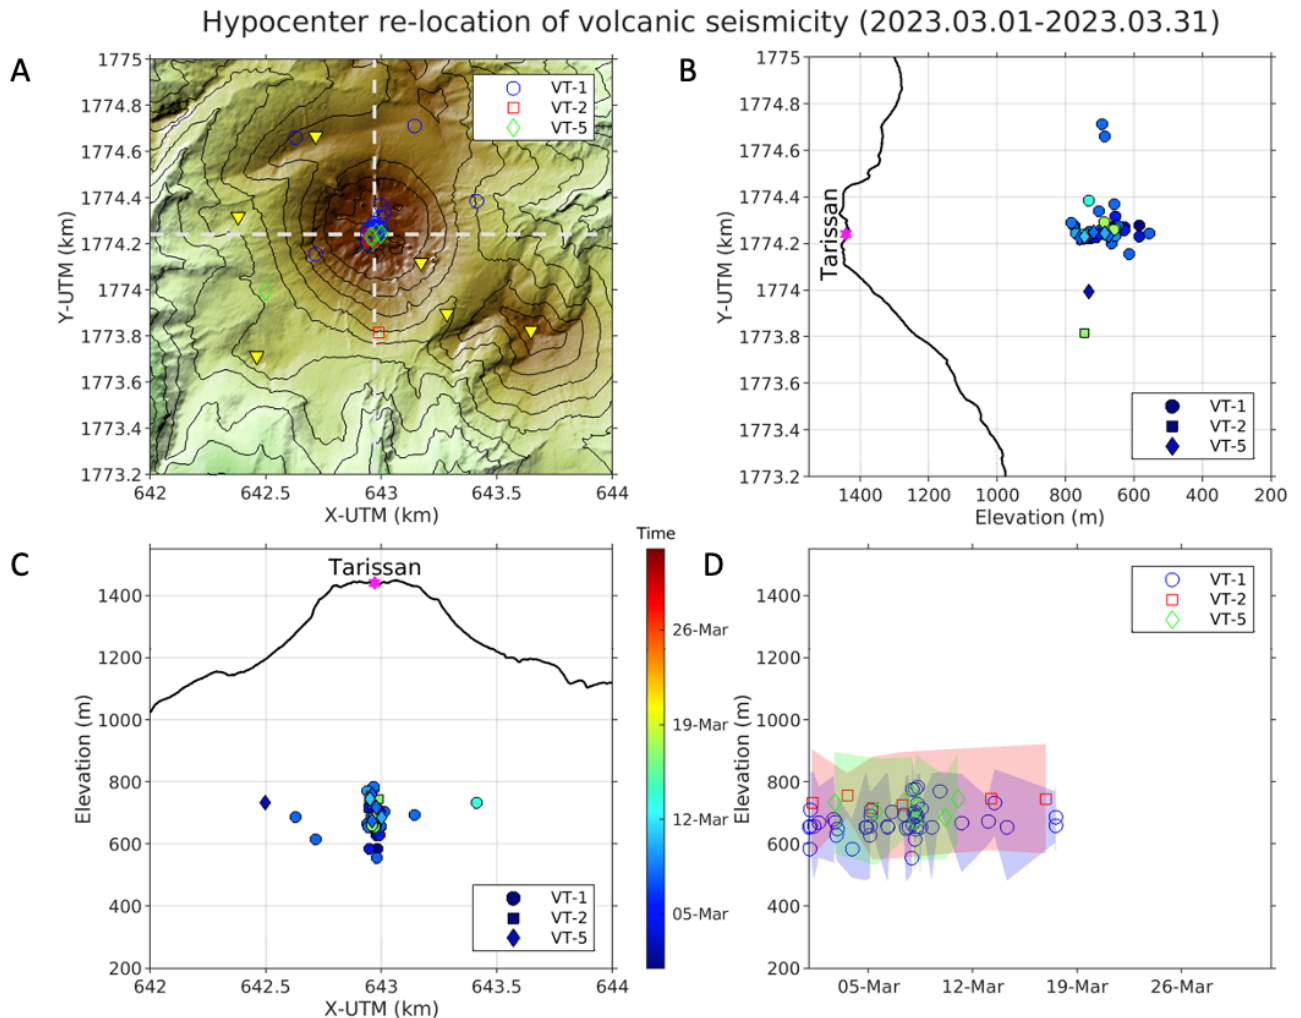 Hypocenter re-location of volcanic seismicity (2023.03.01-2023.03.31)
A
1775
1774.8
1774.6
1774.4
1774.2
1774
1773.8
1773.6
1773.4
1773.2
Y-UTM (km)
642
642.5
643
643.5
644
X-UTM (km)
VT-1
VT-2
VT-5
B
1775
1774.8
1774.6
1774.4
1774.2
1774
1773.8
1773.6
1773.4
1773.2
Y-UTM (km)
Tarissan
1400
1200
1000
800
600
400
200
Elevation (m)
VT-1
VT-2
VT-5
C
Tarissan
1400
1200
1000
800
600
400
200
Elevation (m)
642
642.5
643
643.5
644
X-UTM (km)
VT-1
VT-2
VT-5
Time
26-Mar
19-Mar
12-Mar
05-Mar
D
1400
1200
1000
800
600
400
200
Elevation (m)
05-Mar
12-Mar
19-Mar
26-Mar
VT-1
VT-2
VT-5